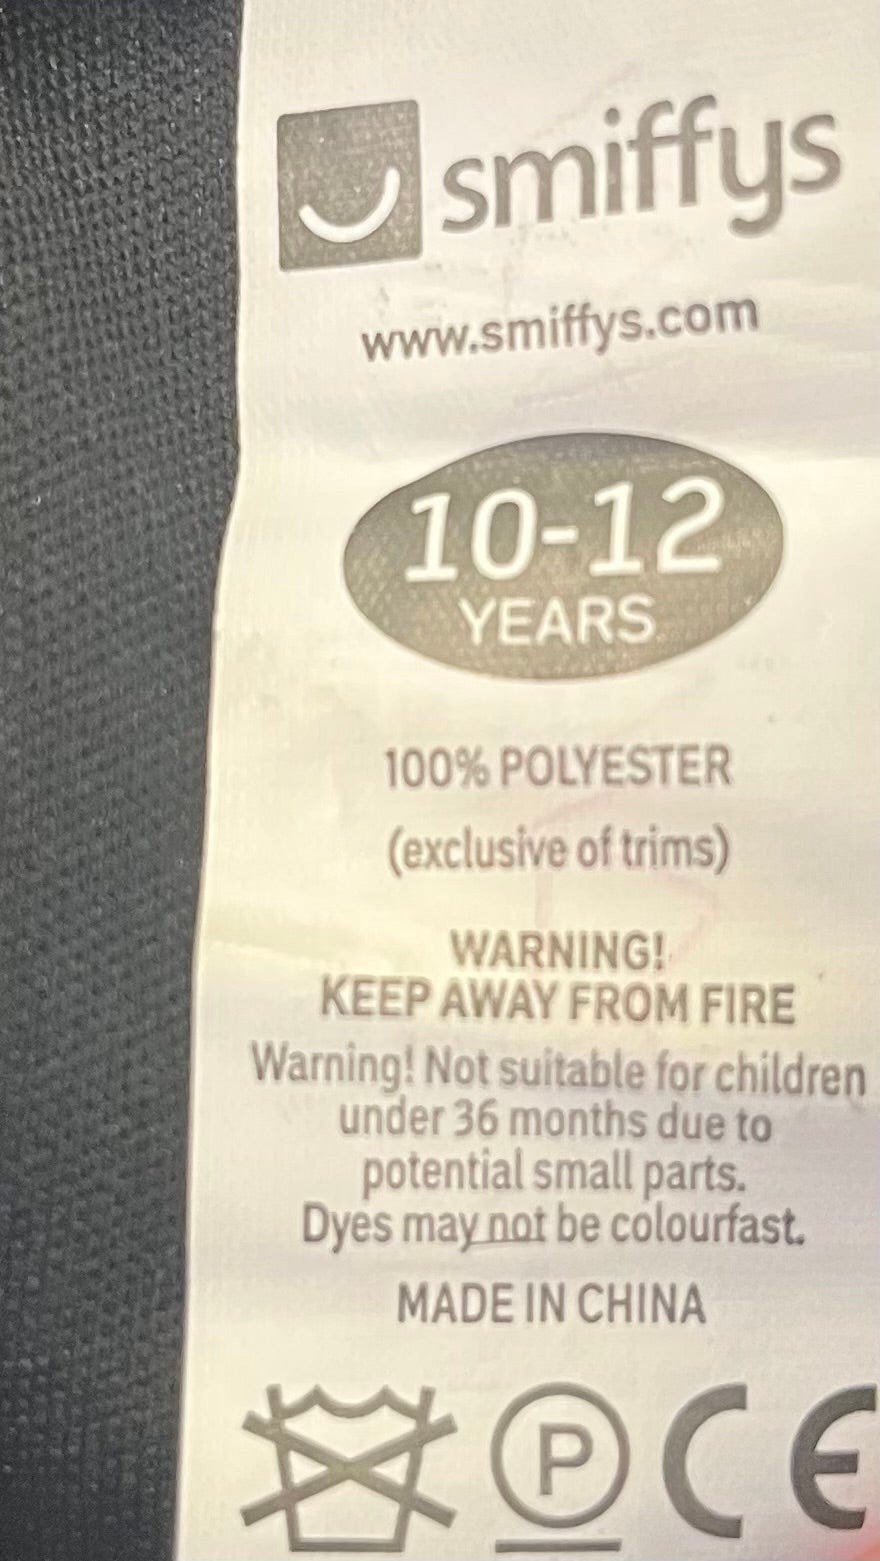 smiffys
www.smiffys.com
10-12
YEARS
100% POLYESTER
(exclusive of trims)
WARNING!
KEEP AWAY FROM FIRE
Warning! Not suitable for children
under 36 months due to
potential small parts.
Dyes may not be colourfast.
MADE IN CHINA
P CE